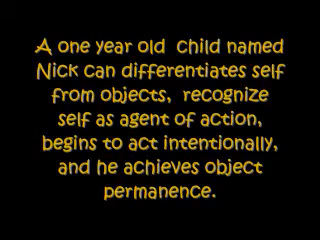 A one year old child named
Nick can differentiates self
from objects, recognize
self as agent of action,
begins to act intentionally,
and he achieves object
permanence.